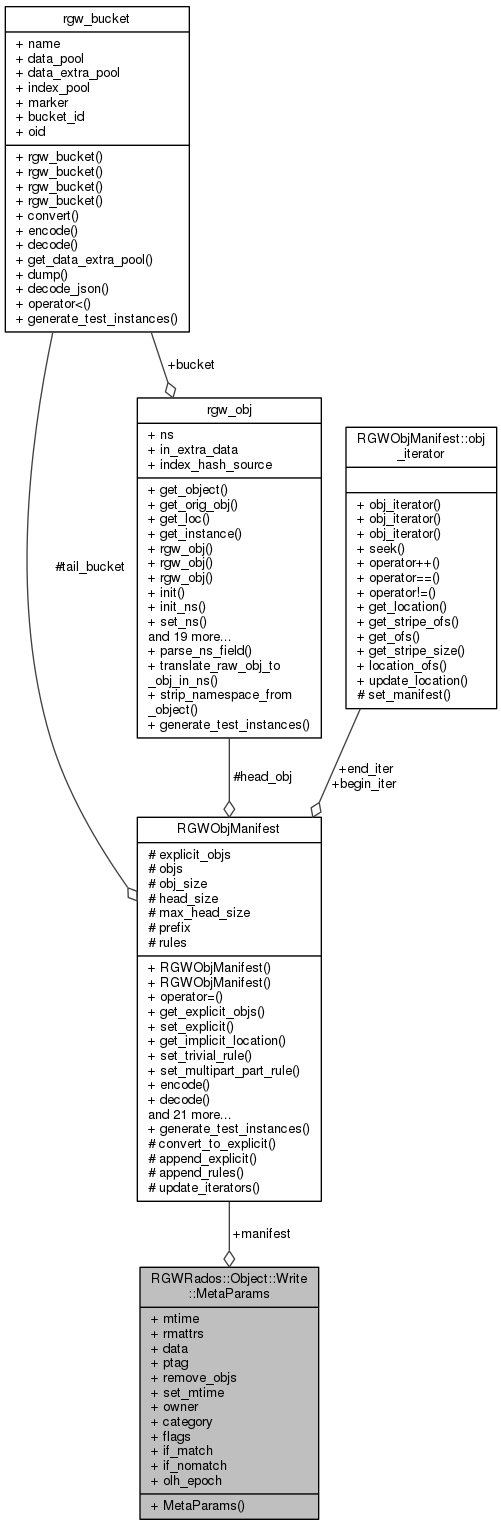 rgw_bucket
+ name
+ data_pool
+ data_extra_pool
+ index_pool
+ marker
+ bucket_id
+ oid
+ rgw_bucket()
+ rgw_bucket()
+ rgw_bucket()
+ rgw_bucket()
+ convert()
+ encode()
+ decode()
+ get_data_extra_pool()
+ dump()
+ decode_json()
+ operator<()
+ generate_test_instances()
+bucket
#tail_bucket
rgw_obj
+ ns
+ in_extra_data
+ index_hash_source
+ get_object()
+ get_orig_obj()
+ get_loc()
+ get_instance()
+ rgw_obj()
+ rgw_obj()
+ rgw_obj()
+ init()
+ init_ns()
+ set_ns()
and 19 more...
+ parse_ns_field()
+ translate_raw_obj_to
_obj_in_ns()
+ strip_namespace_from
_object()
+ generate_test_instances()
RGWObjManifest::obj
_iterator
+ obj_iterator()
+ obj_iterator()
+ obj_iterator()
+ seek()
+ operator++()
+ operator==()
+ operator!=()
+ get_location()
+ get_stripe_ofs()
+ get_ofs()
+ get_stripe_size()
+ location_ofs()
+ update_location()
# set_manifest()
#head_obj
+end_iter
+begin_iter
RGWObjManifest
# explicit_objs
# objs
# obj_size
# head_size
# max_head_size
# prefix
# rules
+ RGWObjManifest()
+ RGWObjManifest()
+ operator=()
+ get_explicit_objs()
+ set_explicit()
+ get_implicit_location()
+ set_trivial_rule()
+ set_multipart_part_rule()
+ encode()
+ decode()
and 21 more...
+ generate_test_instances()
# convert_to_explicit()
# append_explicit()
# append_rules()
# update_iterators()
+manifest
RGWRados::Object::Write
::MetaParams
+ mtime
+ rmattrs
+ data
+ ptag
+ remove_objs
+ set_mtime
+ owner
+ category
+ flags
+ if_match
+ if_nomatch
+ olh_epoch
+ MetaParams()